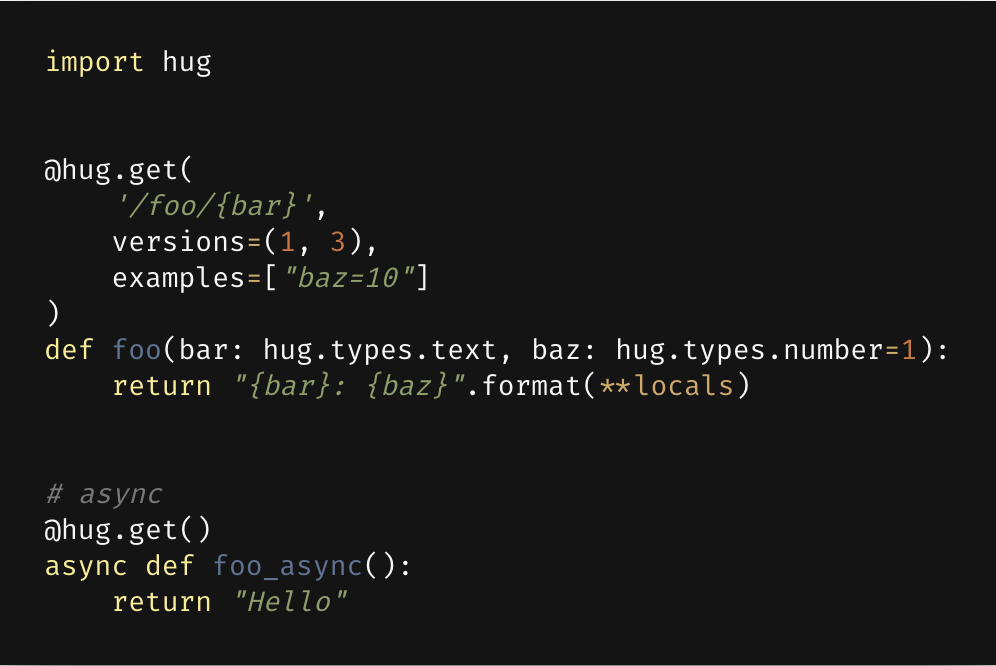 import hug
@hug.get(
    '/foo/{bar}',
    versions=(1, 3),
    examples=["baz=10"]
)
def foo(bar: hug.types.text, baz: hug.types.number=1):
    return "{bar}: {baz}".format(**locals)
# async
@hug.get()
async def foo_async():
    return "Hello"